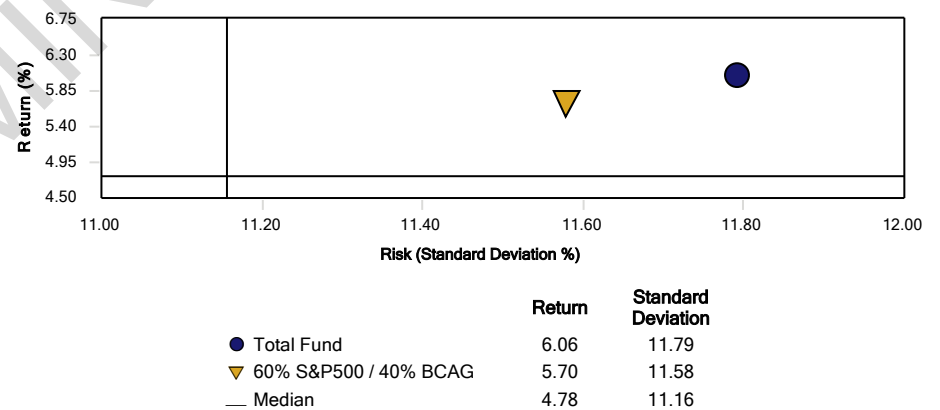 6.75
6.30
5.85
5.40
4.95
4.50
Return (%)
11.00 11.20 11.40 11.60 11.80 12.00
Risk (Standard Deviation %)
Return Standard Deviation
Total Fund 6.06 11.79
60% S&P500 / 40% BCAG 5.70 11.58
Median 4.78 11.16